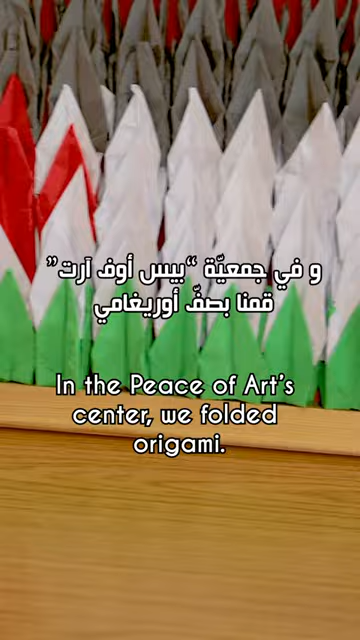 و في جمعيّة “بيس أوف آرت”
قمنا بصفّ أوريغامي
In the Peace of Art's
center, we folded
origami.